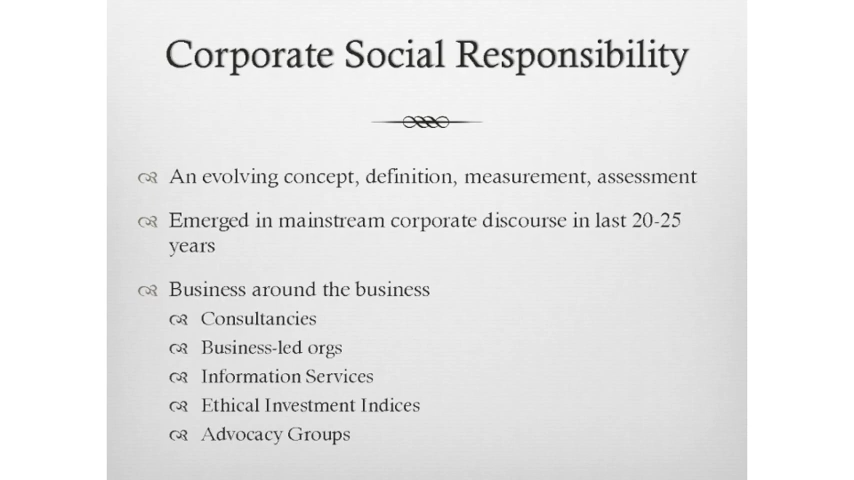 Corporate Social Responsibility
An evolving concept, definition, measurement, assessment
Emerged in mainstream corporate discourse in last 20-25
years
Business around the business
Consultancies
Business-led orgs
Information Services
Ethical Investment Indices
Advocacy Groups